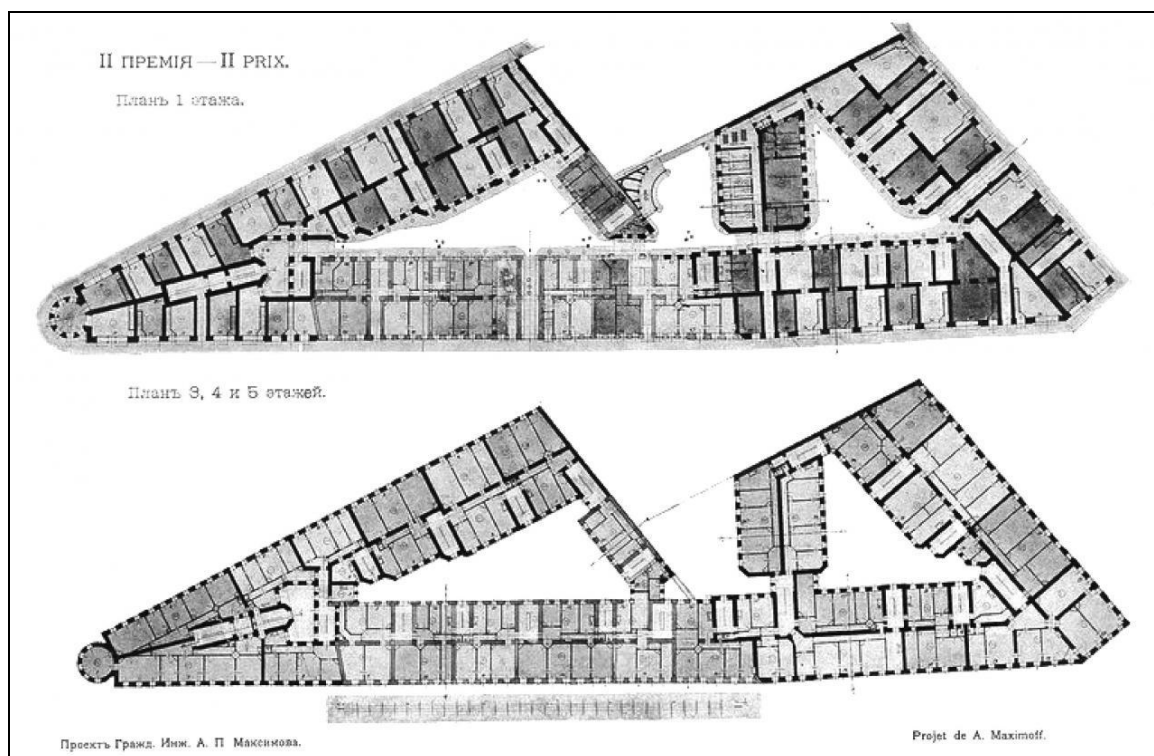 II ПРЕМІЯ — II PRIX.
Планъ 1 этажа.
Планъ 3, 4 и 5 этажей.
Проектъ Гражд. Инж. А. П Максимова.
Projet de A. Maximoff.